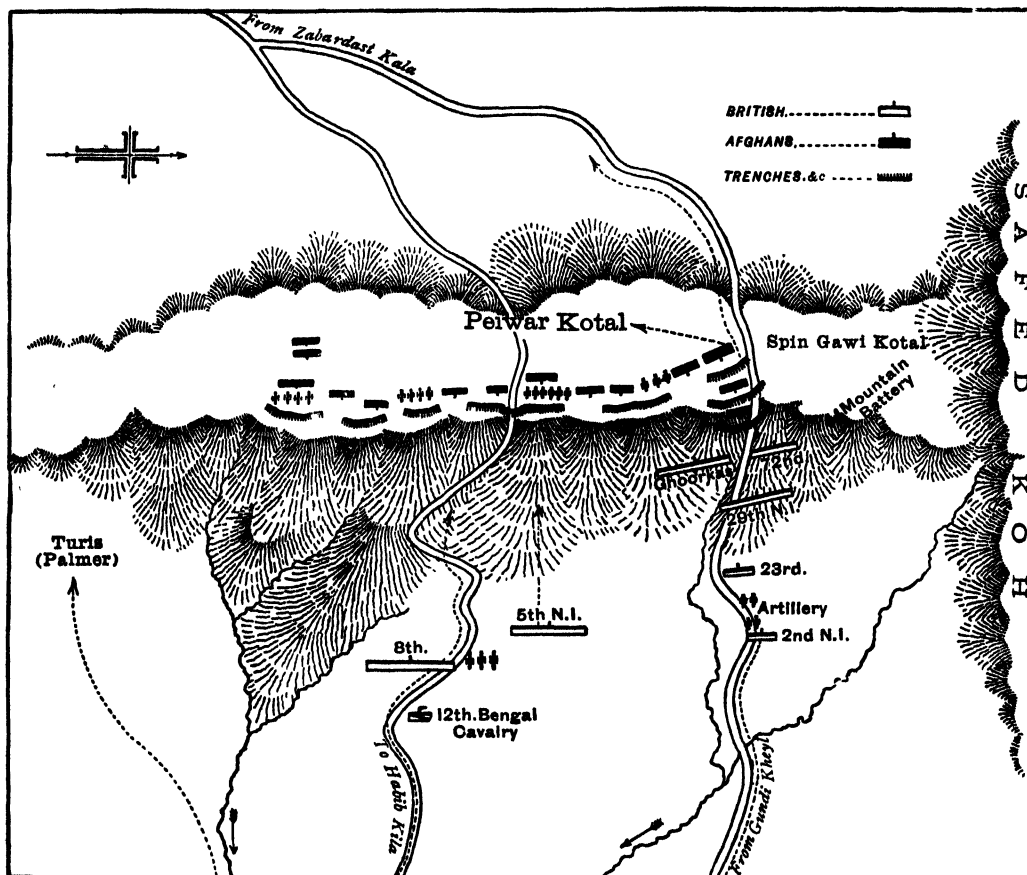 From Zabardast Kala
BRITISH.
AFGHANS.
TRENCHES.&c
SAFED KOH
Peiwar Kotal
Spin Gawi Kotal
Mountain
Battery
Ghoorkas
72nd
29th N.I.
Turis
(Palmer)
23rd.
Artillery
5th N.I.
2nd N.I.
8th.
12th. Bengal
Cavalry
To Habib Kila
From Gundi Kheyl